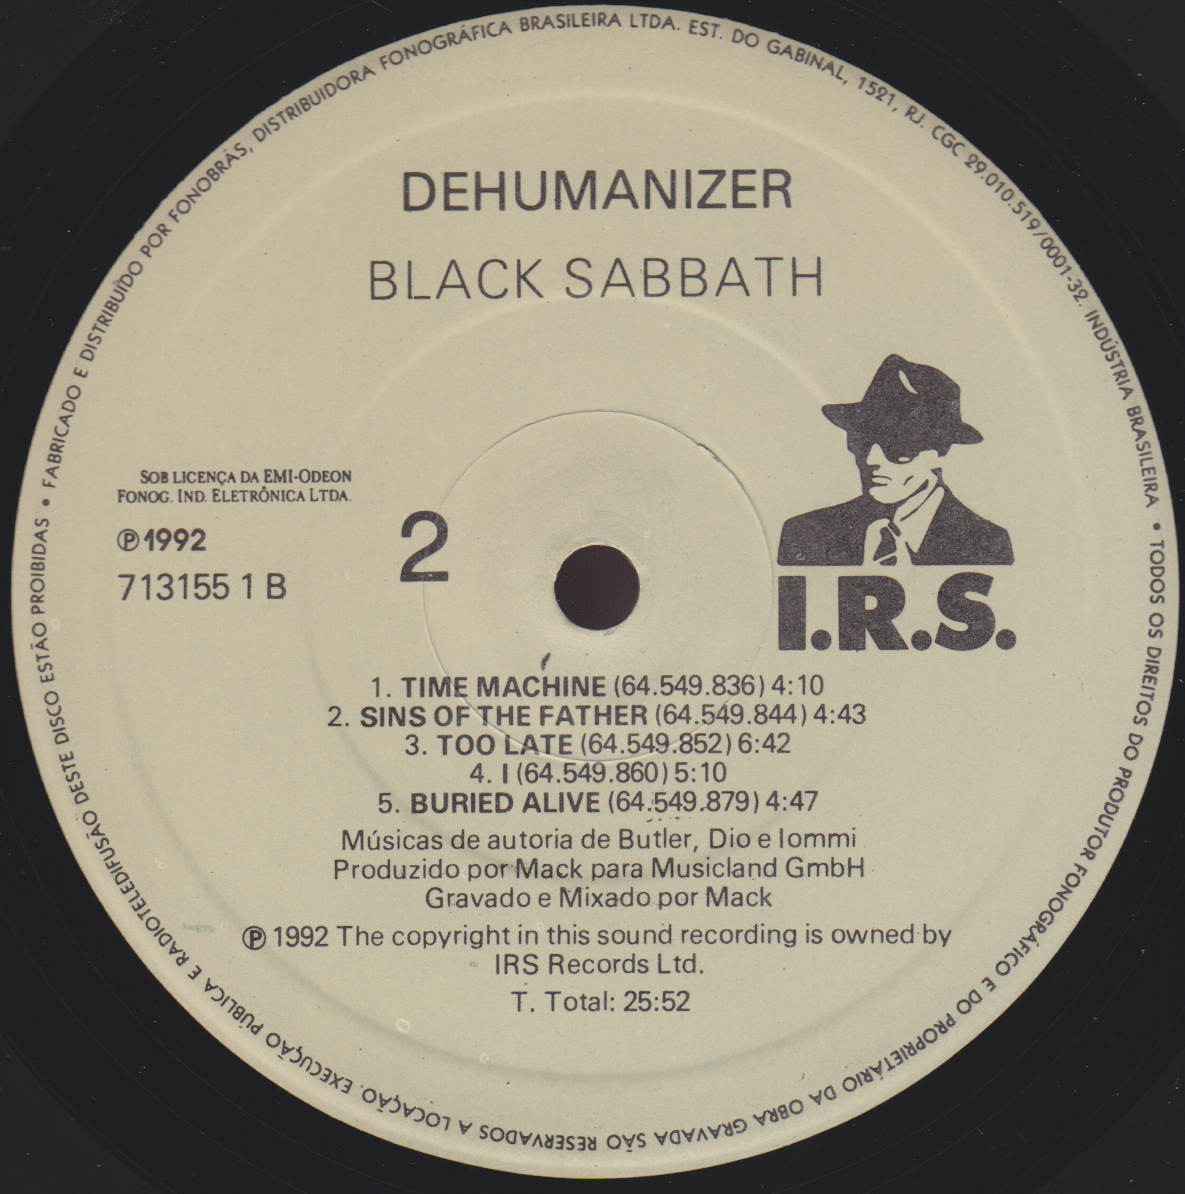 DEHUMANIZER
BLACK SABBATH
SOB LICENÇA DA EMI-ODEON
FONOG. IND. ELETRÔNICA LTDA.
℗1992
713155 1 B
2
I.R.S.
1. TIME MACHINE (64.549.836) 4:10
2. SINS OF THE FATHER (64.549.844) 4:43
3. TOO LATE (64.549.852) 6:42
4. I (64.549.860) 5:10
5. BURIED ALIVE (64.549.879) 4:47
Músicas de autoria de Butler, Dio e Iommi
Produzido por Mack para Musicland GmbH
Gravado e Mixado por Mack
℗ 1992 The copyright in this sound recording is owned by
IRS Records Ltd.
T. Total: 25:52
• FABRICADO E DISTRIBUÍDO POR FONOBRÁS, DISTRIBUIDORA FONOGRÁFICA BRASILEIRA LTDA. EST. DO GABINAL, 1521, RJ. CGC 29.010.519/0001-32. INDÚSTRIA BRASILEIRA • TODOS OS DIREITOS DO PRODUTOR FONOGRÁFICO E DO PROPRIETÁRIO DA OBRA GRAVADA SÃO RESERVADOS A LOCAÇÃO. EXECUÇÃO PÚBLICA E RADIOTELEDIFUSÃO DESTE DISCO ESTÃO PROIBIDAS